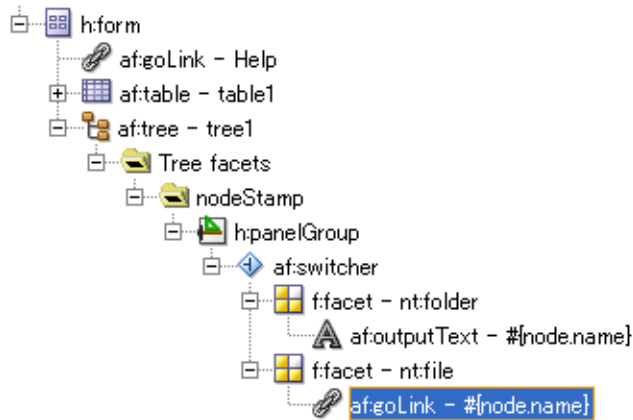 h:form
af:goLink - Help
af:table - table1
af:tree - tree1
Tree facets
nodeStamp
h:panelGroup
af:switcher
f:facet - nt:folder
af:outputText - #{node.name}
f:facet - nt:file
af:goLink - #{node.name}